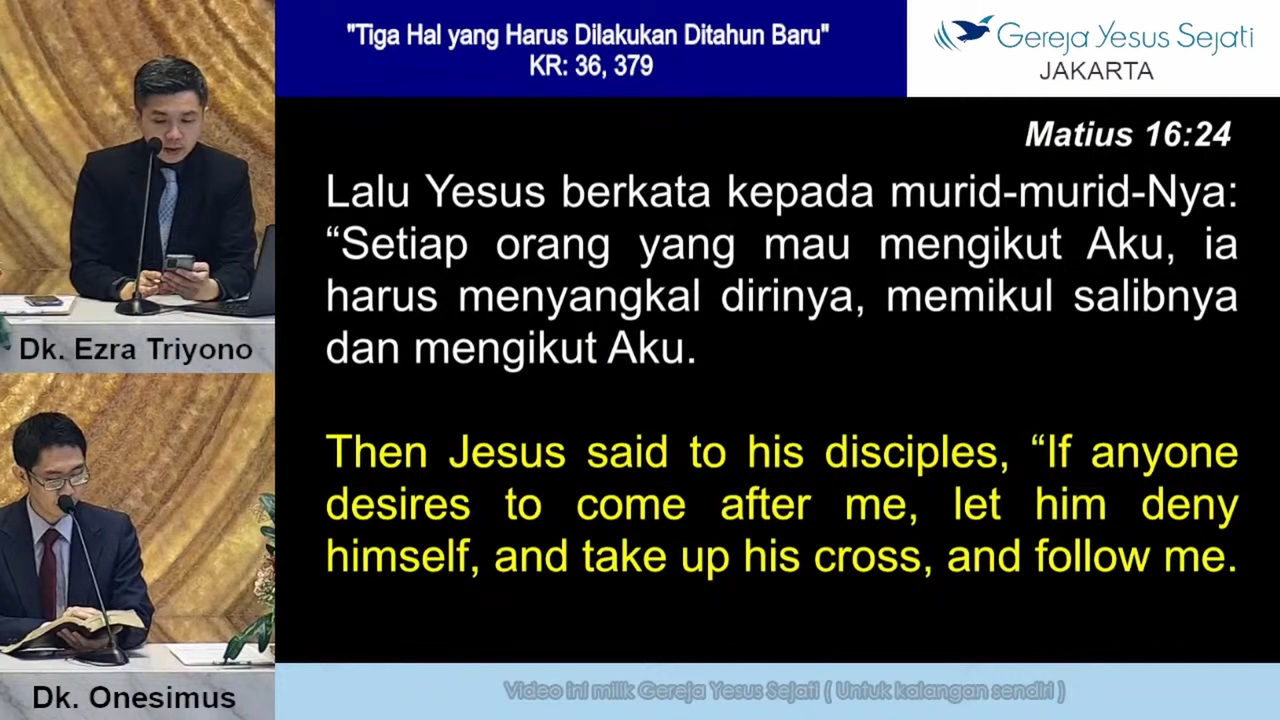 "Tiga Hal yang Harus Dilakukan Ditahun Baru"
KR: 36, 379
Gereja Yesus Sejati
JAKARTA
Matius 16:24
Lalu Yesus berkata kepada murid-murid-Nya:
“Setiap orang yang mau mengikut Aku, ia
harus menyangkal dirinya, memikul salibnya
dan mengikut Aku.
Then Jesus said to his disciples, “If anyone
desires to come after me, let him deny
himself, and take up his cross, and follow me.
Dk. Ezra Triyono
Dk. Onesimus
Video ini milik Gereja Yesus Sejati ( Untuk kalangan sendiri )